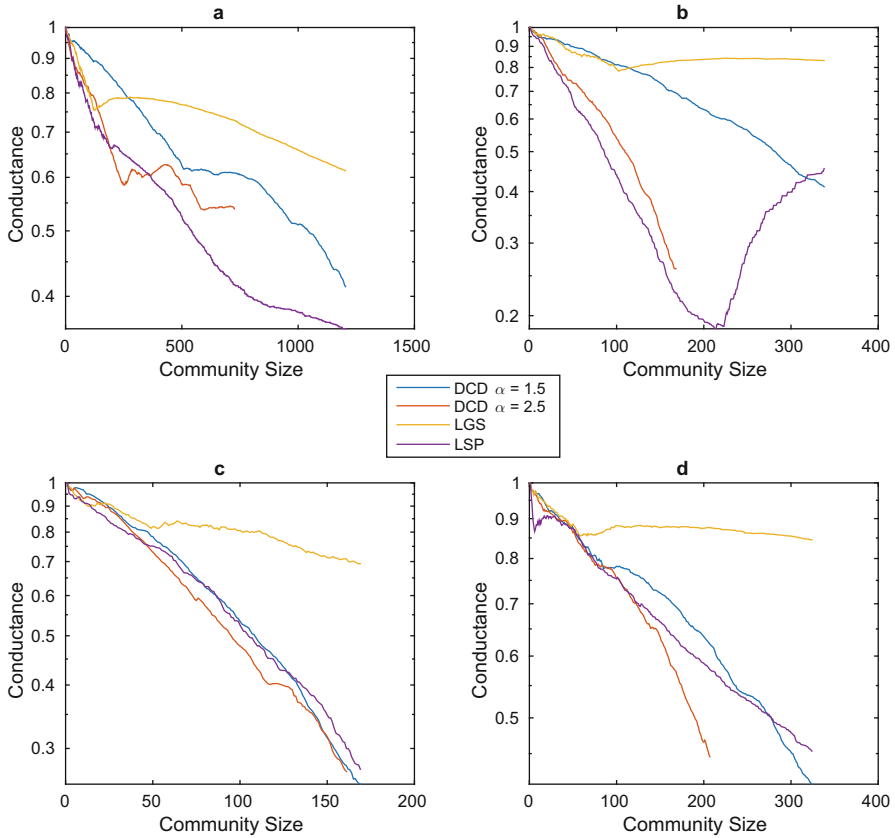 a
1
0.9
0.8
0.7
0.6
0.5
0.4
Conductance
0 500 1000 1500
Community Size
b
1
0.9
0.8
0.7
0.6
0.5
0.4
0.3
0.2
Conductance
0 100 200 300 400
Community Size
DCD α = 1.5
DCD α = 2.5
LGS
LSP
c
1
0.9
0.8
0.7
0.6
0.5
0.4
0.3
Conductance
0 50 100 150 200
Community Size
d
1
0.9
0.8
0.7
0.6
0.5
Conductance
0 100 200 300 400
Community Size